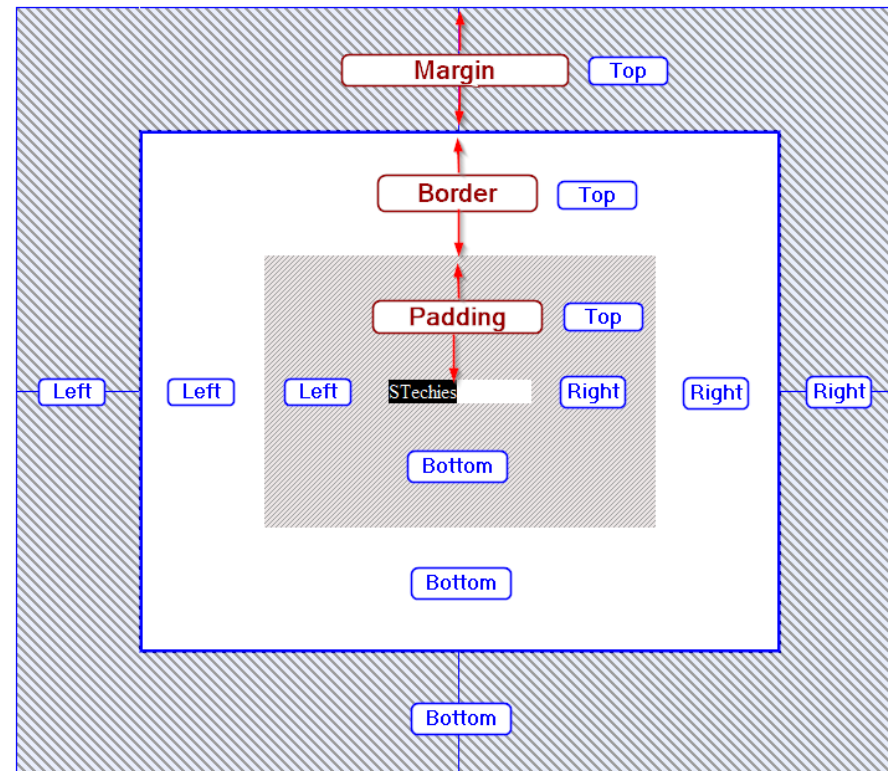 Margin Top
Border Top
Padding Top
Left Left Left STechies Right Right Right
Bottom
Bottom
Bottom